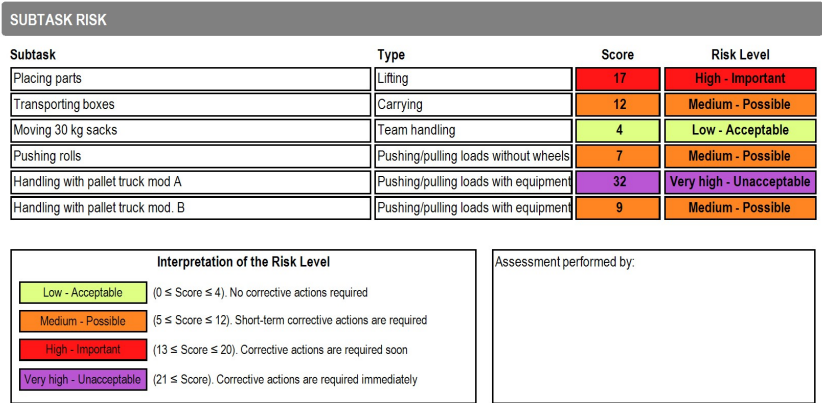 SUBTASK RISK
Subtask Type Score Risk Level
Placing parts Lifting 17 High - Important
Transporting boxes Carrying 12 Medium - Possible
Moving 30 kg sacks Team handling 4 Low - Acceptable
Pushing rolls Pushing/pulling loads without wheels 7 Medium - Possible
Handling with pallet truck mod A Pushing/pulling loads with equipment 32 Very high - Unacceptable
Handling with pallet truck mod. B Pushing/pulling loads with equipment 9 Medium - Possible
Interpretation of the Risk Level
Low - Acceptable (0 ≤ Score ≤ 4). No corrective actions required
Medium - Possible (5 ≤ Score ≤ 12). Short-term corrective actions are required
High - Important (13 ≤ Score ≤ 20). Corrective actions are required soon
Very high - Unacceptable (21 ≤ Score). Corrective actions are required immediately
Assessment performed by: